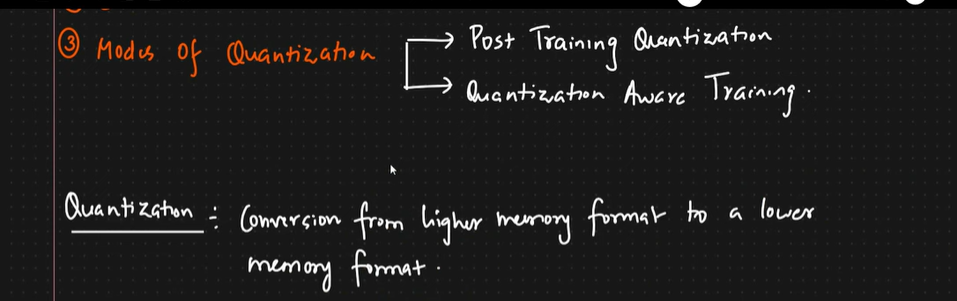 ③ Modes of Quantization → Post Training Quantization
→ Quantization Aware Training.
Quantization : Conversion from higher memory format to a lower
memory format.